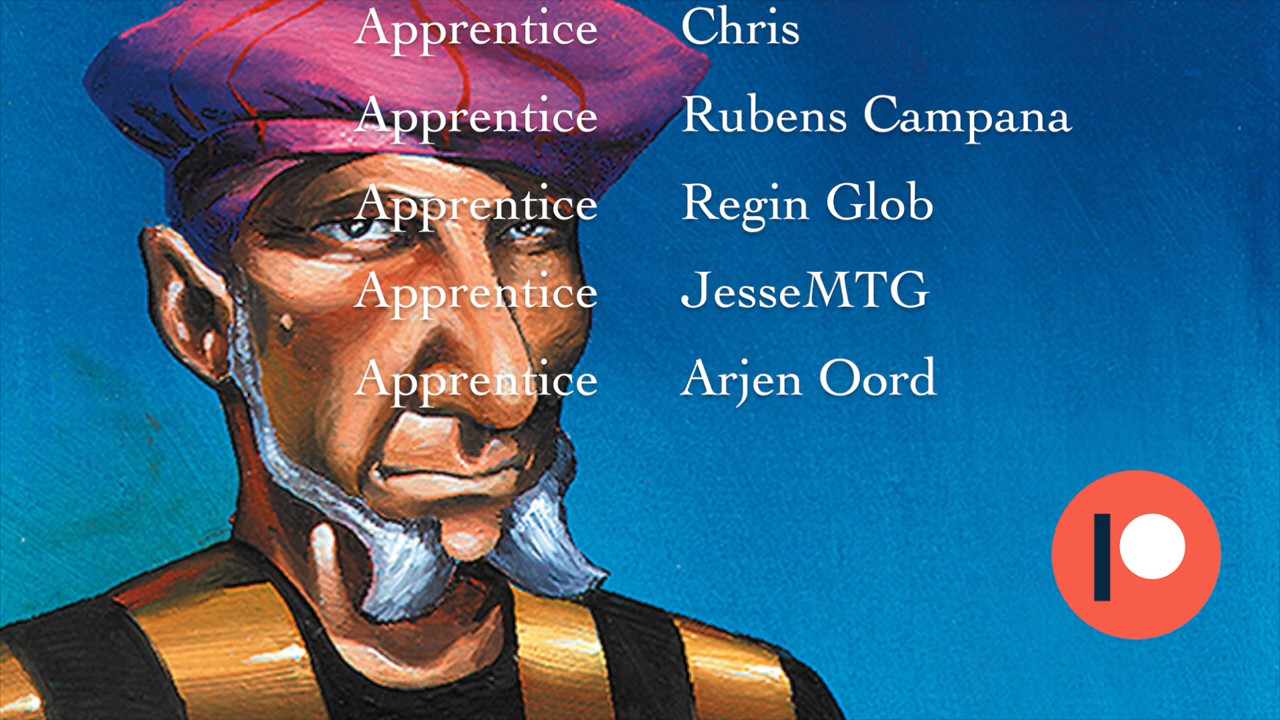 Apprentice Chris
Apprentice Rubens Campana
Apprentice Regin Glob
Apprentice JesseMTG
Apprentice Arjen Oord